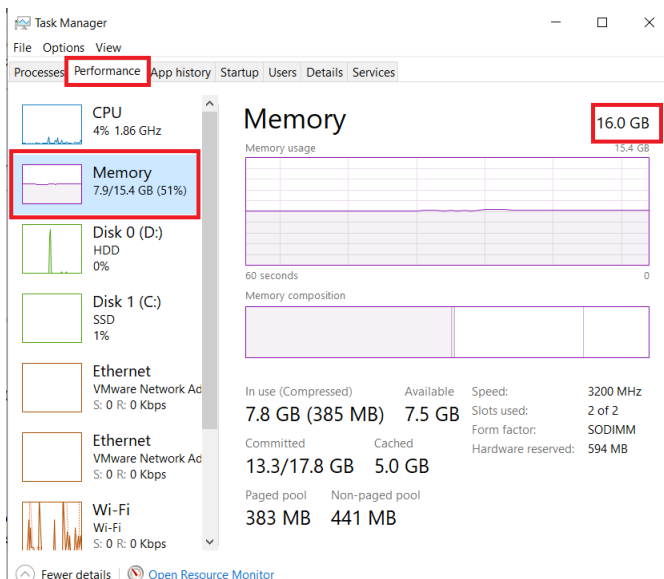 Task Manager
File Options View
Processes Performance App history Startup Users Details Services
CPU
4% 1.86 GHz
Memory
7.9/15.4 GB (51%)
Disk 0 (D:)
HDD
0%
Disk 1 (C:)
SSD
1%
Ethernet
VMware Network Ad
S: 0 R: 0 Kbps
Ethernet
VMware Network Ad
S: 0 R: 0 Kbps
Wi-Fi
Wi-Fi
S: 0 R: 0 Kbps
Memory 16.0 GB
Memory usage 15.4 GB
60 seconds 0
Memory composition
In use (Compressed) Available
7.8 GB (385 MB) 7.5 GB
Committed Cached
13.3/17.8 GB 5.0 GB
Paged pool Non-paged pool
383 MB 441 MB
Speed: 3200 MHz
Slots used: 2 of 2
Form factor: SODIMM
Hardware reserved: 594 MB
Fewer details Open Resource Monitor